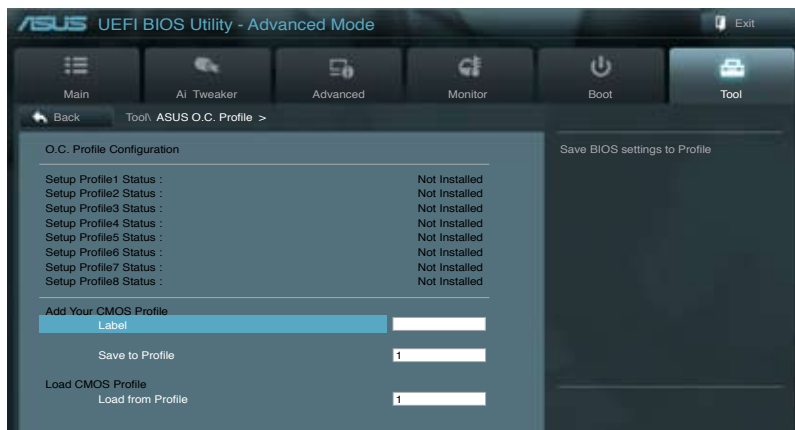 ASUS UEFI BIOS Utility - Advanced Mode
Exit
Main
Ai Tweaker
Advanced
Monitor
Boot
Tool
Back
Tool\ ASUS O.C. Profile >
O.C. Profile Configuration
Save BIOS settings to Profile
Setup Profile1 Status : Not Installed
Setup Profile2 Status : Not Installed
Setup Profile3 Status : Not Installed
Setup Profile4 Status : Not Installed
Setup Profile5 Status : Not Installed
Setup Profile6 Status : Not Installed
Setup Profile7 Status : Not Installed
Setup Profile8 Status : Not Installed
Add Your CMOS Profile
Label
Save to Profile 1
Load CMOS Profile
Load from Profile 1